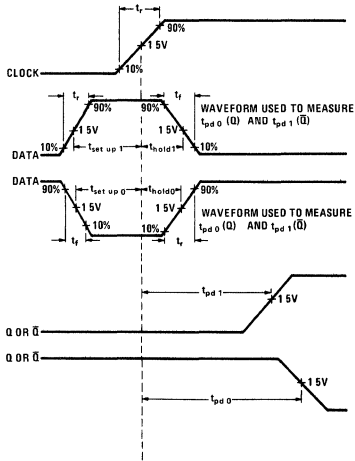 tr
90%
1 5V
10%
CLOCK
tr
tf
90%
90%
WAVEFORM USED TO MEASURE
tpd 0 (Q) AND tpd 1 (Q̅)
1 5V
1 5V
tset up 1
thold1
10%
10%
DATA
DATA
90%
tset up 0
thold0
90%
1 5V
1 5V
WAVEFORM USED TO MEASURE
tpd 0 (Q) AND tpd 1 (Q̅)
10%
10%
tf
tr
tpd 1
1 5V
Q OR Q̅
Q OR Q̅
1 5V
tpd 0